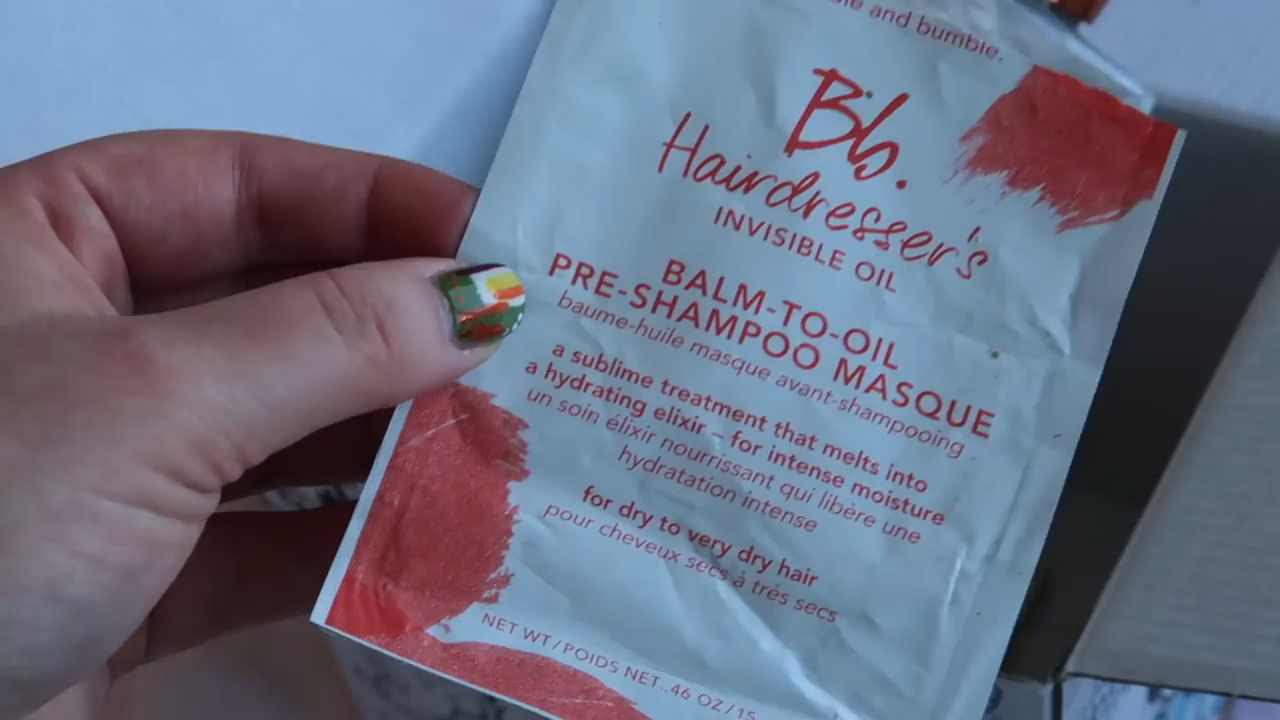 and bumble.
Bb.
Hairdresser's
INVISIBLE OIL
BALM-TO-OIL
PRE-SHAMPOO MASQUE
baume-huile masque avant-shampooing
a sublime treatment that melts into
a hydrating elixir – for intense moisture
un soin élixir nourrissant qui libère une
hydratation intense
for dry to very dry hair
pour cheveux secs à très secs
NET WT/POIDS NET..46 OZ/15